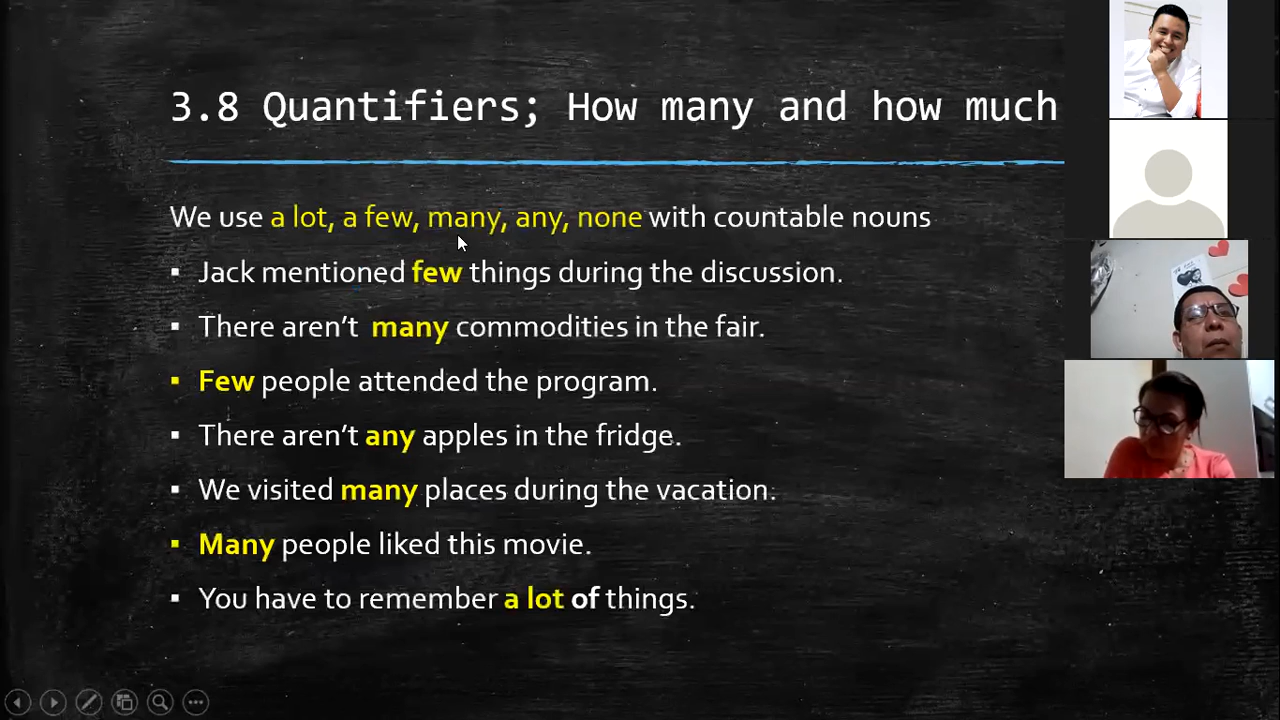 3.8 Quantifiers; How many and how much
We use a lot, a few, many, any, none with countable nouns
▪ Jack mentioned few things during the discussion.
▪ There aren’t many commodities in the fair.
▪ Few people attended the program.
▪ There aren’t any apples in the fridge.
▪ We visited many places during the vacation.
▪ Many people liked this movie.
▪ You have to remember a lot of things.